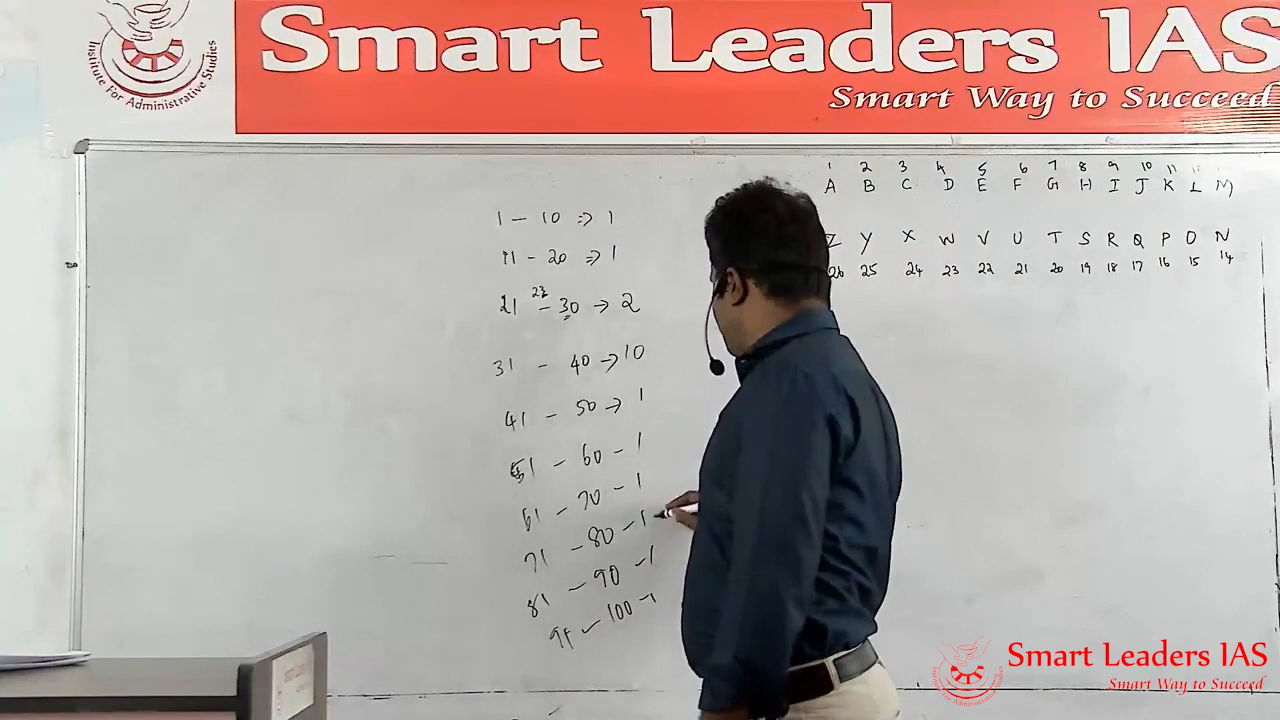 Institute For Administrative Studies
Smart Leaders IAS
Smart Way to Succeed
1 2 3 4 5 6 7 8 9 10 11
A B C D E F G H I J K L M
Z Y X W V U T S R Q P O N
26 25 24 23 22 21 20 19 18 17 16 15 14
1 - 10 => 1
11 - 20 => 1
23
21 - 30 -> 2
31 - 40 -> 10
41 - 50 -> 1
51 - 60 - 1
61 - 70 - 1
71 - 80 - 1
81 - 90 - 1
91 - 100 - 1
Smart Leaders IAS
Smart Way to Succeed